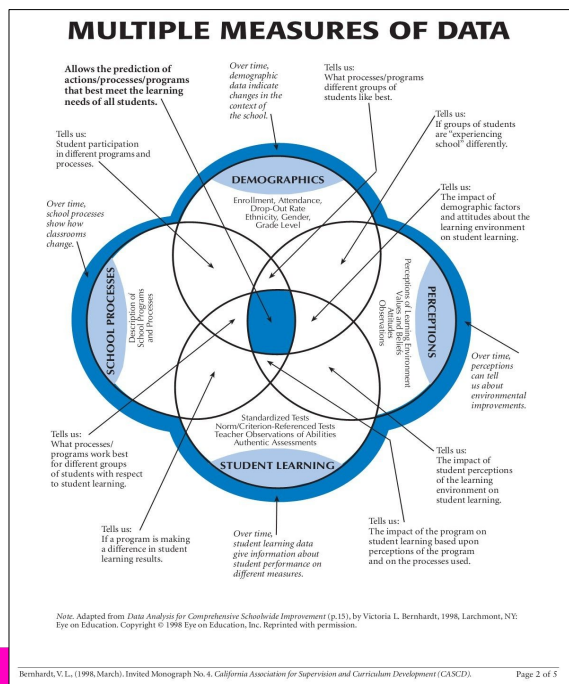 MULTIPLE MEASURES OF DATA
Allows the prediction of
actions/processes/programs
that best meet the learning
needs of all students.
Over time,
demographic
data indicate
changes in the
context of
the school.
Tells us:
What processes/programs
different groups of
students like best.
Tells us:
If groups of students
are “experiencing
school” differently.
Tells us:
Student participation
in different programs and
processes.
Tells us:
The impact of
demographic factors
and attitudes about the
learning environment
on student learning.
Over time,
school processes
show how
classrooms
change.
DEMOGRAPHICS
Enrollment, Attendance,
Drop-Out Rate
Ethnicity, Gender,
Grade Level
SCHOOL PROCESSES
Description of
School Programs
and Processes
PERCEPTIONS
Perceptions of Learning Environment
Values and Beliefs
Attitudes
Observations
Over time,
perceptions
can tell
us about
environmental
improvements.
Standardized Tests
Norm/Criterion-Referenced Tests
Teacher Observations of Abilities
Authentic Assessments
STUDENT LEARNING
Tells us:
What processes/
programs work best
for different groups
of students with respect
to student learning.
Tells us:
The impact of
student perceptions
of the learning
environment on
student learning.
Tells us:
If a program is making
a difference in student
learning results.
Over time,
student learning data
give information about
student performance on
different measures.
Tells us:
The impact of the program on
student learning based upon
perceptions of the program
and on the processes used.
Note. Adapted from Data Analysis for Comprehensive Schoolwide Improvement (p.15), by Victoria L. Bernhardt, 1998, Larchmont, NY:
Eye on Education. Copyright © 1998 Eye on Education, Inc. Reprinted with permission.
Bernhardt, V. L., (1998, March). Invited Monograph No. 4. California Association for Supervision and Curriculum Development (CASCD).
Page 2 of 5